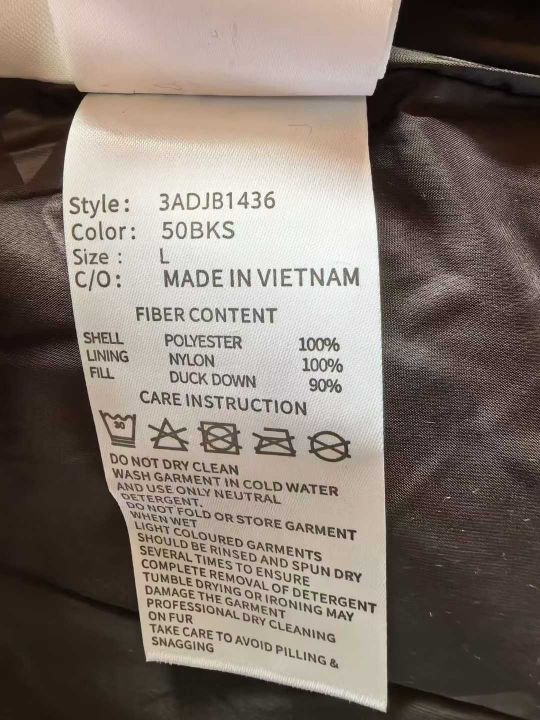 Style: 3ADJB1436
Color: 50BKS
Size : L
C/O: MADE IN VIETNAM
FIBER CONTENT
SHELL POLYESTER 100%
LINING NYLON 100%
FILL DUCK DOWN 90%
CARE INSTRUCTION
30
DO NOT DRY CLEAN
WASH GARMENT IN COLD WATER
AND USE ONLY NEUTRAL
DETERGENT.
DO NOT FOLD OR STORE GARMENT
WHEN WET
LIGHT COLOURED GARMENTS
SHOULD BE RINSED AND SPUN DRY
SEVERAL TIMES TO ENSURE
COMPLETE REMOVAL OF DETERGENT
TUMBLE DRYING OR IRONING MAY
DAMAGE THE GARMENT
PROFESSIONAL DRY CLEANING
ON FUR
TAKE CARE TO AVOID PILLING &
SNAGGING